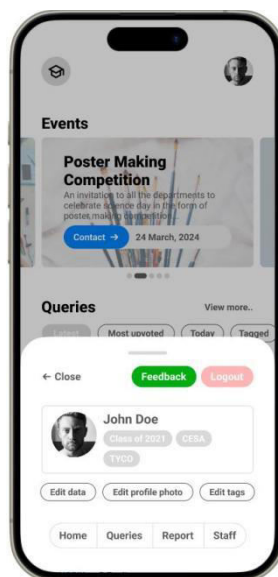 Events
Poster Making
Competition
An invitation to all the departments to
celebrate science day in the form of
poster making competition...
Contact → 24 March, 2024
Queries View more..
Latest Most upvoted Today Tagged
← Close Feedback Logout
John Doe
Class of 2021 CESA
TYCO
Edit data Edit profile photo Edit tags
Home Queries Report Staff